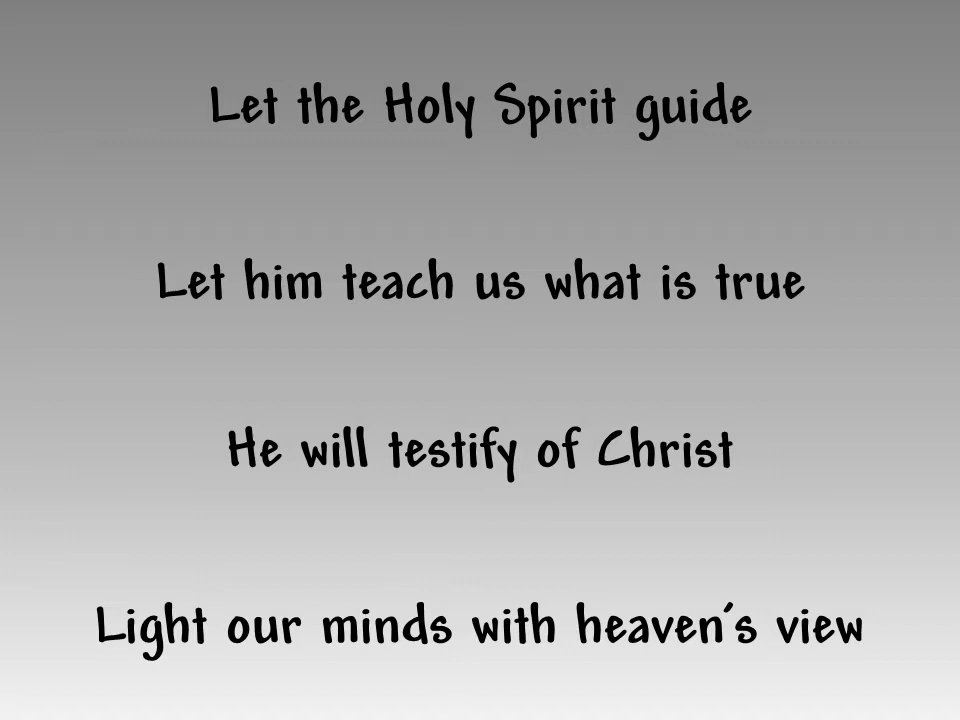 Let the Holy Spirit guide
Let him teach us what is true
He will testify of Christ
Light our minds with heaven's view